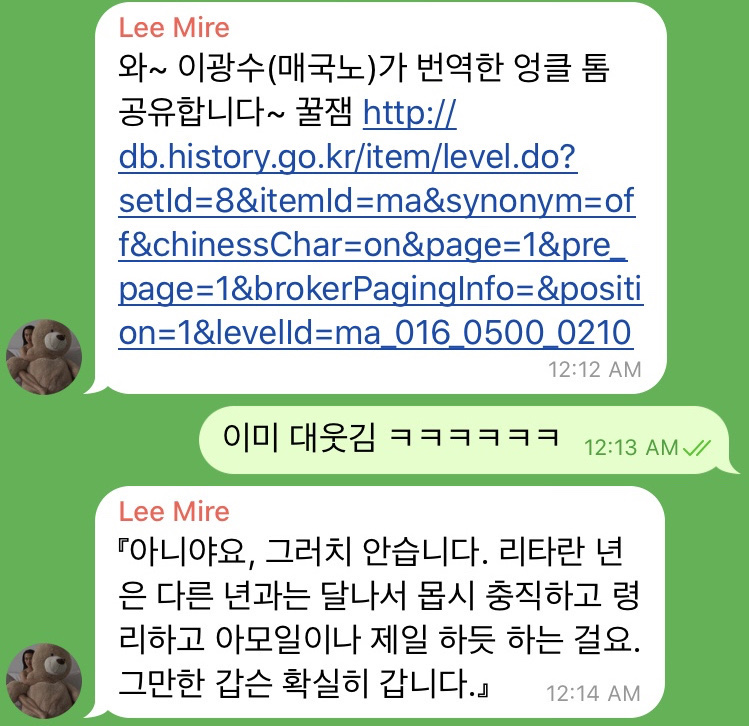 Lee Mire
와~ 이광수(매국노)가 번역한 엉클 톰
공유합니다~ 꿀잼 http://
db.history.go.kr/item/level.do?
setId=8&itemId=ma&synonym=of
f&chinessChar=on&page=1&pre_
page=1&brokerPagingInfo=&positi
on=1&levelId=ma_016_0500_0210
12:12 AM
이미 대웃김 ㅋㅋㅋㅋㅋㅋ 12:13 AM
Lee Mire
『아니야요, 그러치 안습니다. 리타란 년
은 다른 년과는 달나서 몹시 충직하고 령
리하고 아모일이나 제일 하듯 하는 걸요.
그만한 갑슨 확실히 갑니다.』 12:14 AM